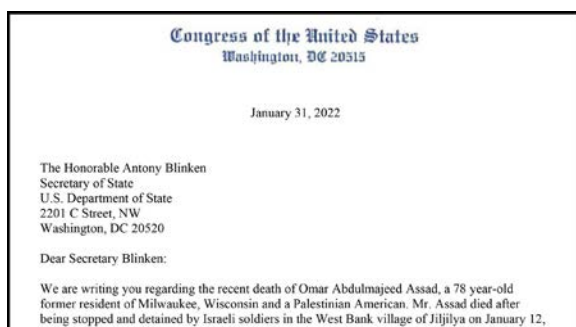 Congress of the United States
Washington, DC 20515
January 31, 2022
The Honorable Antony Blinken
Secretary of State
U.S. Department of State
2201 C Street, NW
Washington, DC 20520
Dear Secretary Blinken:
We are writing you regarding the recent death of Omar Abdulmajeed Assad, a 78 year-old
former resident of Milwaukee, Wisconsin and a Palestinian American. Mr. Assad died after
being stopped and detained by Israeli soldiers in the West Bank village of Jiljilya on January 12,